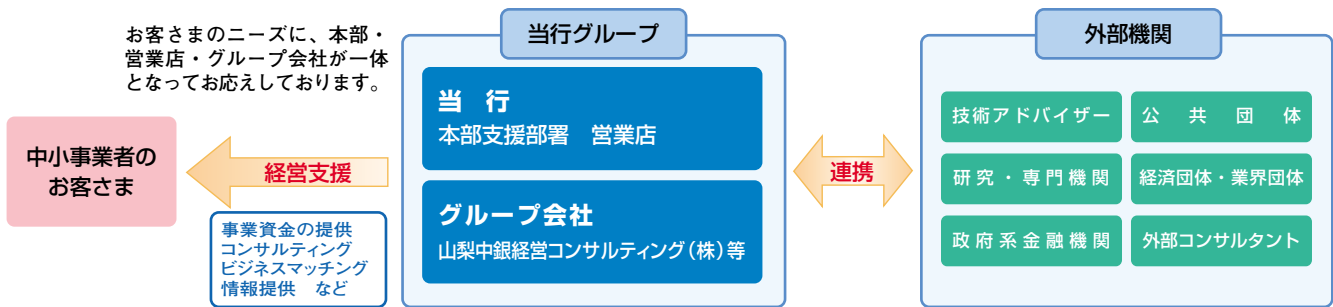 お客さまのニーズに、本部・
営業店・グループ会社が一体
となってお応えしております。
中小事業者の
お客さま
経営支援
事業資金の提供
コンサルティング
ビジネスマッチング
情報提供　など
当行グループ
当　行
本部支援部署　営業店
グループ会社
山梨中銀経営コンサルティング(株)等
連携
外部機関
技術アドバイザー
公共団体
研究・専門機関
経済団体・業界団体
政府系金融機関
外部コンサルタント